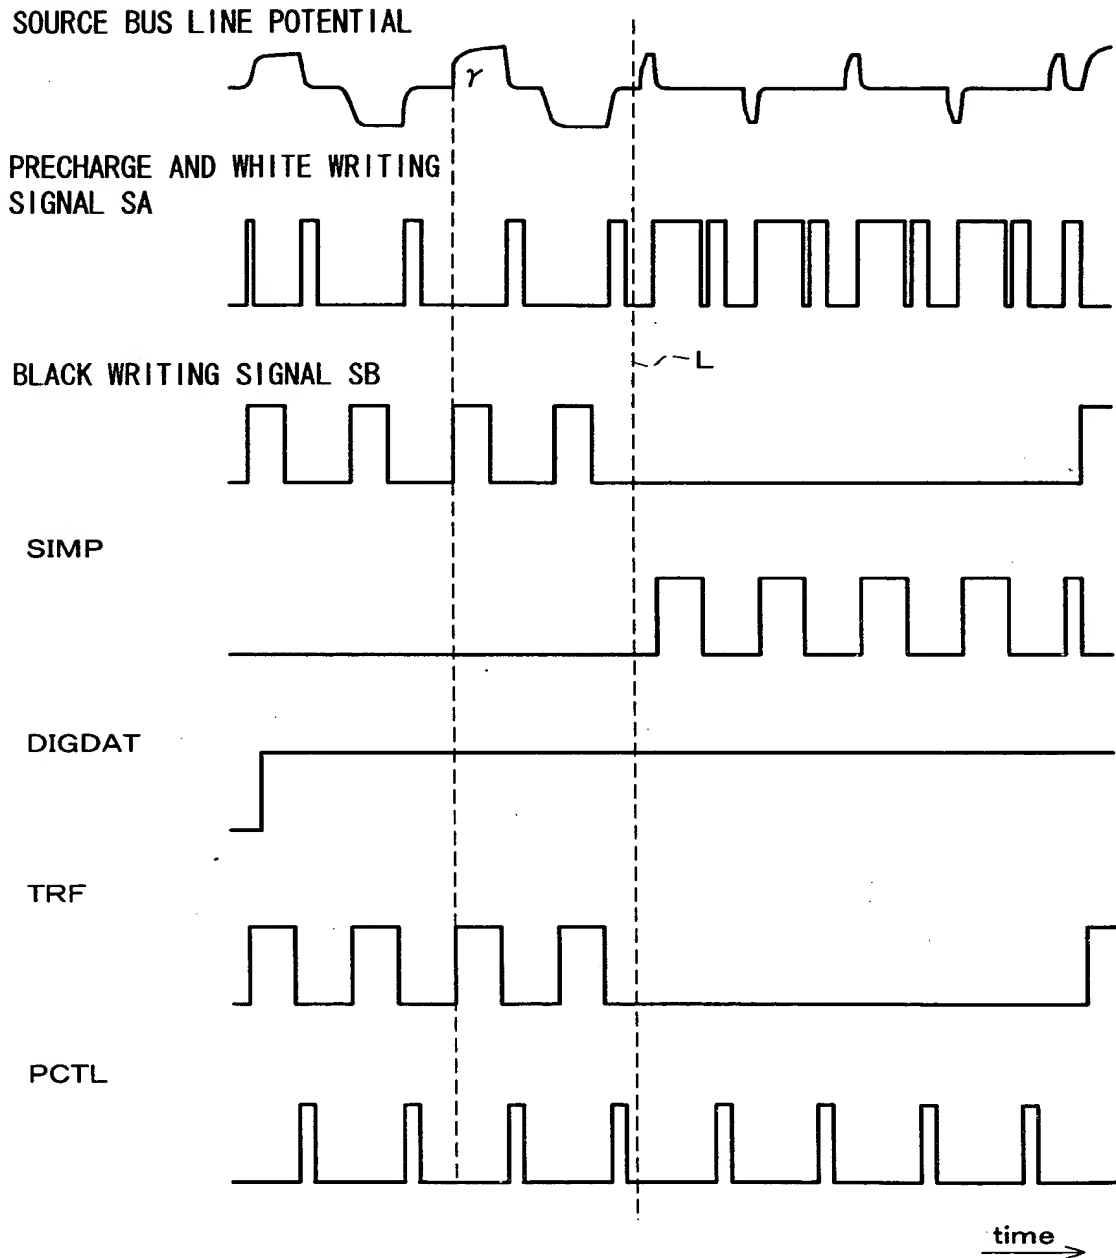 SOURCE BUS LINE POTENTIAL
γ
PRECHARGE AND WHITE WRITING
SIGNAL SA
L
BLACK WRITING SIGNAL SB
SIMP
DIGDAT
TRF
PCTL
time